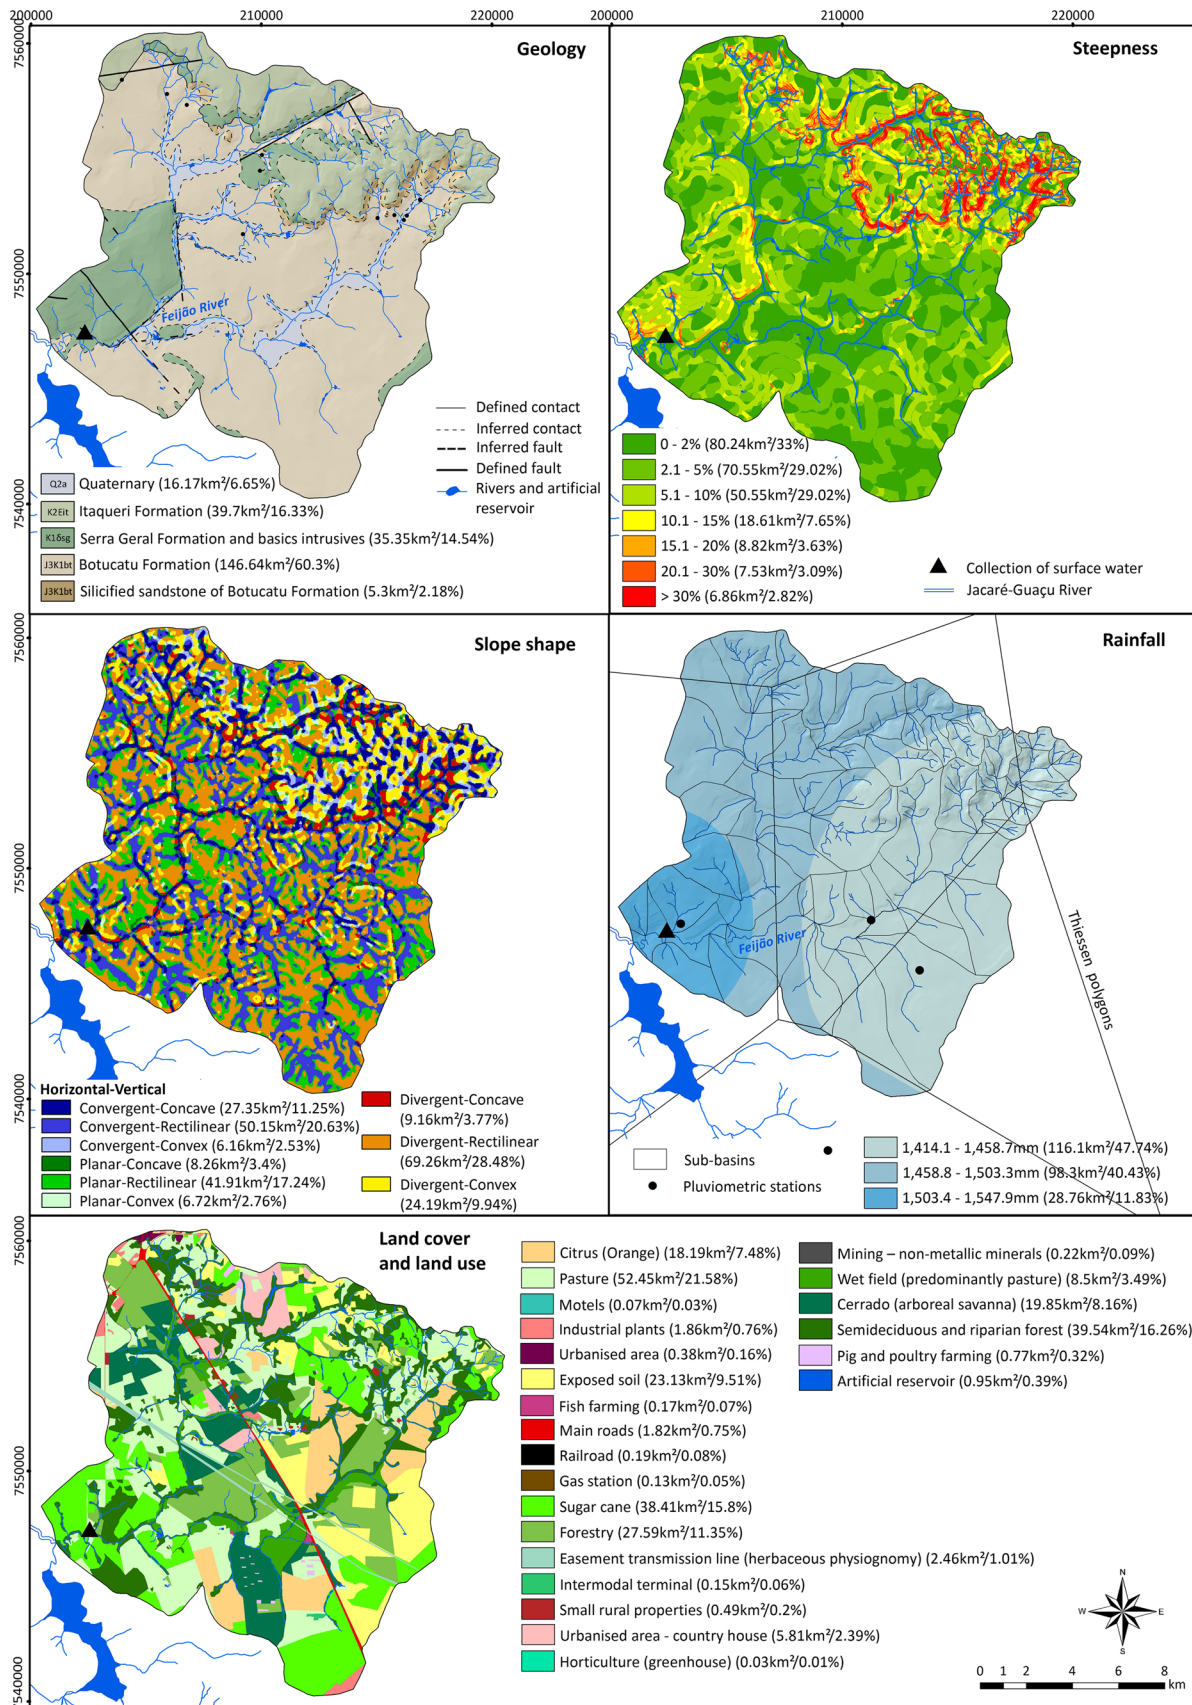 200000
210000
220000
200000
210000
220000
7560000
7550000
7540000
Geology
Feijão River
Defined contact
Inferred contact
Inferred fault
Defined fault
Rivers and artificial
reservoir
Q2a Quaternary (16.17km²/6.65%)
K2Eit Itaqueri Formation (39.7km²/16.33%)
K1δsg Serra Geral Formation and basics intrusives (35.35km²/14.54%)
J3K1bt Botucatu Formation (146.64km²/60.3%)
J3K1bt Silicified sandstone of Botucatu Formation (5.3km²/2.18%)
Steepness
0 - 2% (80.24km²/33%)
2.1 - 5% (70.55km²/29.02%)
5.1 - 10% (50.55km²/29.02%)
10.1 - 15% (18.61km²/7.65%)
15.1 - 20% (8.82km²/3.63%)
20.1 - 30% (7.53km²/3.09%)
> 30% (6.86km²/2.82%)
Collection of surface water
Jacaré-Guaçu River
7560000
7550000
7540000
Slope shape
Horizontal-Vertical
Convergent-Concave (27.35km²/11.25%)
Convergent-Rectilinear (50.15km²/20.63%)
Convergent-Convex (6.16km²/2.53%)
Planar-Concave (8.26km²/3.4%)
Planar-Rectilinear (41.91km²/17.24%)
Planar-Convex (6.72km²/2.76%)
Divergent-Concave
(9.16km²/3.77%)
Divergent-Rectilinear
(69.26km²/28.48%)
Divergent-Convex
(24.19km²/9.94%)
Rainfall
Feijão River
Thiessen polygons
Sub-basins
Pluviometric stations
1,414.1 - 1,458.7mm (116.1km²/47.74%)
1,458.8 - 1,503.3mm (98.3km²/40.43%)
1,503.4 - 1,547.9mm (28.76km²/11.83%)
7560000
7550000
7540000
Land cover
and land use
Citrus (Orange) (18.19km²/7.48%)
Pasture (52.45km²/21.58%)
Motels (0.07km²/0.03%)
Industrial plants (1.86km²/0.76%)
Urbanised area (0.38km²/0.16%)
Exposed soil (23.13km²/9.51%)
Fish farming (0.17km²/0.07%)
Main roads (1.82km²/0.75%)
Railroad (0.19km²/0.08%)
Gas station (0.13km²/0.05%)
Sugar cane (38.41km²/15.8%)
Forestry (27.59km²/11.35%)
Easement transmission line (herbaceous physiognomy) (2.46km²/1.01%)
Intermodal terminal (0.15km²/0.06%)
Small rural properties (0.49km²/0.2%)
Urbanised area - country house (5.81km²/2.39%)
Horticulture (greenhouse) (0.03km²/0.01%)
Mining – non-metallic minerals (0.22km²/0.09%)
Wet field (predominantly pasture) (8.5km²/3.49%)
Cerrado (arboreal savanna) (19.85km²/8.16%)
Semideciduous and riparian forest (39.54km²/16.26%)
Pig and poultry farming (0.77km²/0.32%)
Artificial reservoir (0.95km²/0.39%)
N
W E
S
0 1 2 4 6 8
km